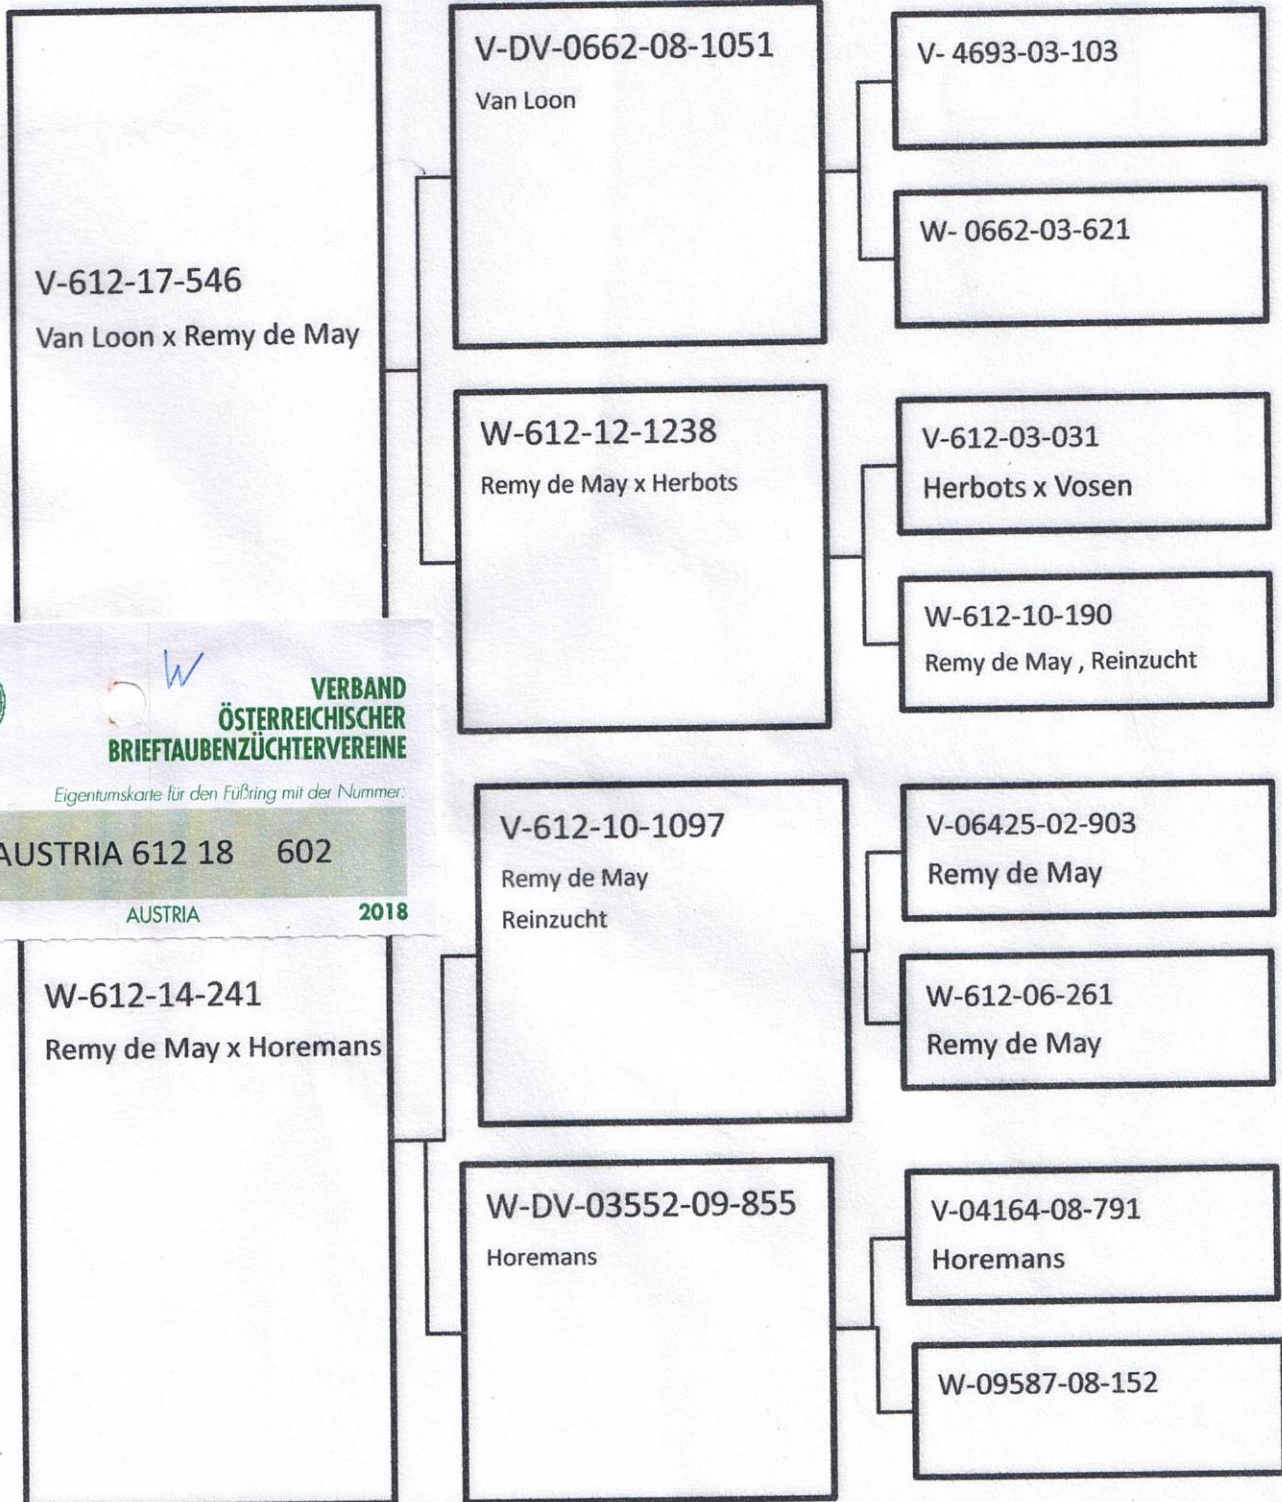 V-612-17-546
Van Loon x Remy de May
V-DV-0662-08-1051
Van Loon
V- 4693-03-103
W- 0662-03-621
W-612-12-1238
Remy de May x Herbots
V-612-03-031
Herbots x Vosen
W-612-10-190
Remy de May , Reinzucht
W
VERBAND
ÖSTERREICHISCHER
BRIEFTAUBENZÜCHTERVEREINE
Eigentumskarte für den Fußring mit der Nummer:
AUSTRIA 612 18 602
AUSTRIA 2018
W-612-14-241
Remy de May x Horemans
V-612-10-1097
Remy de May
Reinzucht
V-06425-02-903
Remy de May
W-612-06-261
Remy de May
W-DV-03552-09-855
Horemans
V-04164-08-791
Horemans
W-09587-08-152